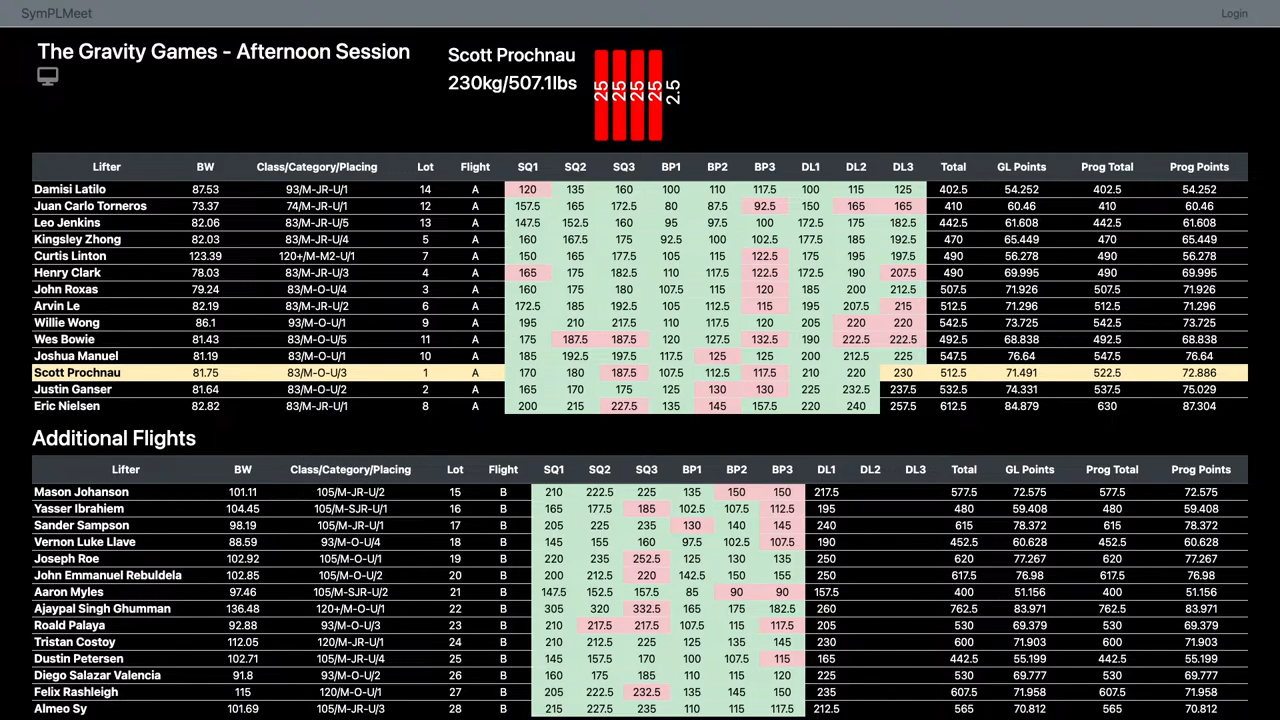 SymPLMeet Login
The Gravity Games - Afternoon Session
Scott Prochnau
230kg/507.1lbs
25 25 25 25 2.5
Lifter BW Class/Category/Placing Lot Flight SQ1 SQ2 SQ3 BP1 BP2 BP3 DL1 DL2 DL3 Total GL Points Prog Total Prog Points
Damisi Latilo 87.53 93/M-JR-U/1 14 A 120 135 160 100 110 117.5 100 115 125 402.5 54.252 402.5 54.252
Juan Carlo Torneros 73.37 74/M-JR-U/1 12 A 157.5 165 172.5 80 87.5 92.5 150 165 165 410 60.46 410 60.46
Leo Jenkins 82.06 83/M-JR-U/5 13 A 147.5 152.5 160 95 97.5 100 172.5 175 182.5 442.5 61.608 442.5 61.608
Kingsley Zhong 82.03 83/M-JR-U/4 5 A 160 167.5 175 92.5 100 102.5 177.5 185 192.5 470 65.449 470 65.449
Curtis Linton 123.39 120+/M-M2-U/1 7 A 150 165 177.5 105 115 122.5 175 195 197.5 490 56.278 490 56.278
Henry Clark 78.03 83/M-JR-U/3 4 A 165 175 182.5 110 117.5 122.5 172.5 190 207.5 490 69.995 490 69.995
John Roxas 79.24 83/M-O-U/4 3 A 160 175 180 107.5 115 120 185 200 212.5 507.5 71.926 507.5 71.926
Arvin Le 82.19 83/M-JR-U/2 6 A 172.5 185 192.5 105 112.5 115 195 207.5 215 512.5 71.296 512.5 71.296
Willie Wong 86.1 93/M-O-U/1 9 A 195 210 217.5 110 117.5 120 205 220 220 542.5 73.725 542.5 73.725
Wes Bowie 81.43 83/M-O-U/5 11 A 175 187.5 187.5 120 127.5 132.5 190 222.5 222.5 492.5 68.838 492.5 68.838
Joshua Manuel 81.19 83/M-O-U/1 10 A 185 192.5 197.5 117.5 125 125 200 212.5 225 547.5 76.64 547.5 76.64
Scott Prochnau 81.75 83/M-O-U/3 1 A 170 180 187.5 107.5 112.5 117.5 210 220 230 512.5 71.491 522.5 72.886
Justin Ganser 81.64 83/M-O-U/2 2 A 165 170 175 125 130 130 225 232.5 237.5 532.5 74.331 537.5 75.029
Eric Nielsen 82.82 83/M-JR-U/1 8 A 200 215 227.5 135 145 157.5 220 240 257.5 612.5 84.879 630 87.304
Additional Flights
Lifter BW Class/Category/Placing Lot Flight SQ1 SQ2 SQ3 BP1 BP2 BP3 DL1 DL2 DL3 Total GL Points Prog Total Prog Points
Mason Johanson 101.11 105/M-JR-U/2 15 B 210 222.5 225 135 150 150 217.5 577.5 72.575 577.5 72.575
Yasser Ibrahiem 104.45 105/M-SJR-U/1 16 B 165 177.5 185 102.5 107.5 112.5 195 480 59.408 480 59.408
Sander Sampson 98.19 105/M-JR-U/1 17 B 205 225 235 130 140 145 240 615 78.372 615 78.372
Vernon Luke Llave 88.59 93/M-O-U/4 18 B 145 155 160 97.5 102.5 107.5 190 452.5 60.628 452.5 60.628
Joseph Roe 102.92 105/M-O-U/1 19 B 220 235 252.5 125 130 135 250 620 77.267 620 77.267
John Emmanuel Rebuldela 102.85 105/M-O-U/2 20 B 200 212.5 220 142.5 150 155 250 617.5 76.98 617.5 76.98
Aaron Myles 97.46 105/M-SJR-U/2 21 B 147.5 152.5 157.5 85 90 90 157.5 400 51.156 400 51.156
Ajaypal Singh Ghumman 136.48 120+/M-O-U/1 22 B 305 320 332.5 165 175 182.5 260 762.5 83.971 762.5 83.971
Roald Palaya 92.88 93/M-O-U/3 23 B 210 217.5 217.5 107.5 115 117.5 205 530 69.379 530 69.379
Tristan Costoy 112.05 120/M-JR-U/1 24 B 210 212.5 225 125 135 145 230 600 71.903 600 71.903
Dustin Petersen 102.71 105/M-JR-U/4 25 B 145 157.5 170 100 107.5 115 165 442.5 55.199 442.5 55.199
Diego Salazar Valencia 91.8 93/M-O-U/2 26 B 160 175 185 110 115 120 225 530 69.777 530 69.777
Felix Rashleigh 115 120/M-O-U/1 27 B 205 222.5 232.5 135 145 150 235 607.5 71.958 607.5 71.958
Almeo Sy 101.69 105/M-JR-U/3 28 B 215 227.5 235 110 115 117.5 212.5 565 70.812 565 70.812